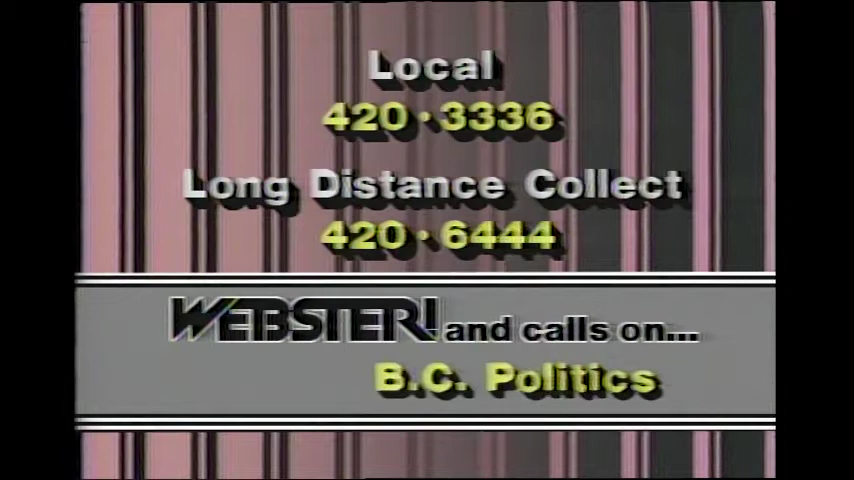 Local
420·3336
Long Distance Collect
420·6444
WEBSTER! and calls on...
B.C. Politics